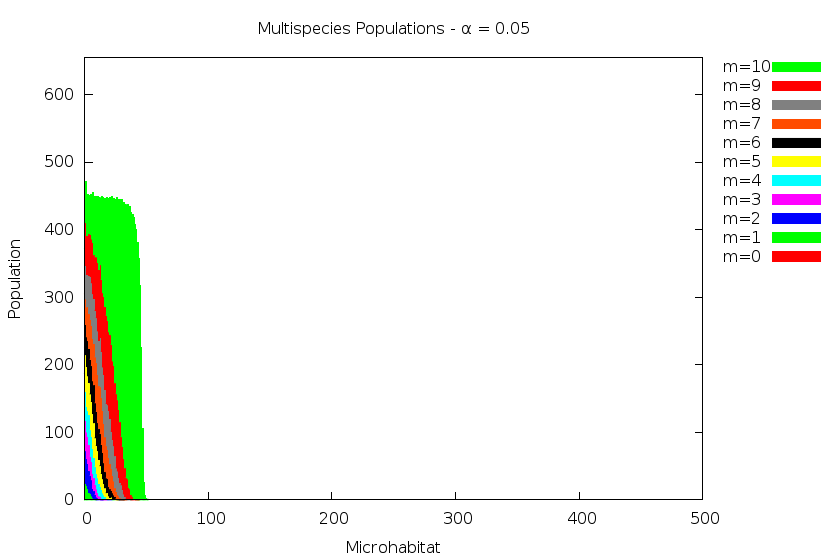 Multispecies Populations - α = 0.05
Population
600
500
400
300
200
100
0
0 100 200 300 400 500
Microhabitat
m=10
m=9
m=8
m=7
m=6
m=5
m=4
m=3
m=2
m=1
m=0